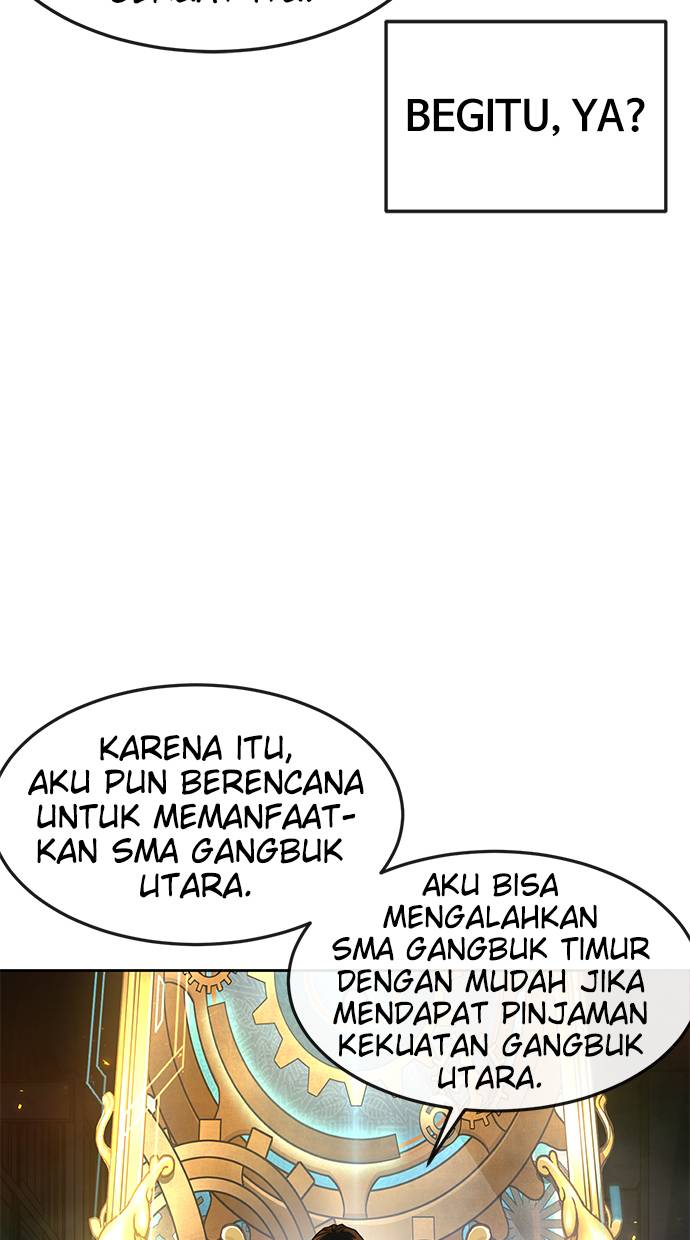 BEGITU, YA?
KARENA ITU,
AKU PUN BERENCANA
UNTUK MEMANFAAT-
KAN SMA GANGBUK
UTARA.
AKU BISA
MENGALAHKAN
SMA GANGBUK TIMUR
DENGAN MUDAH JIKA
MENDAPAT PINJAMAN
KEKUATAN GANGBUK
UTARA.